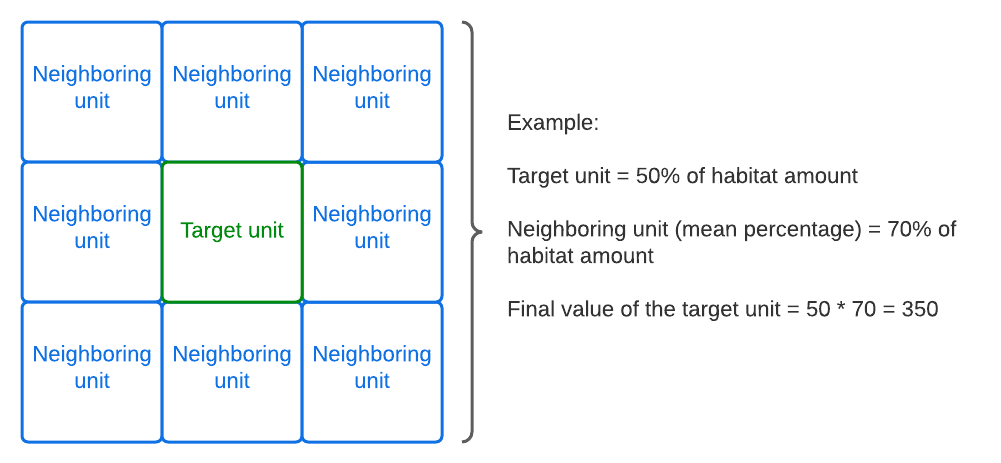 Neighboring
unit
Neighboring
unit
Neighboring
unit
Neighboring
unit
Target unit
Neighboring
unit
Neighboring
unit
Neighboring
unit
Neighboring
unit
Example:
Target unit = 50% of habitat amount
Neighboring unit (mean percentage) = 70% of
habitat amount
Final value of the target unit = 50 * 70 = 350